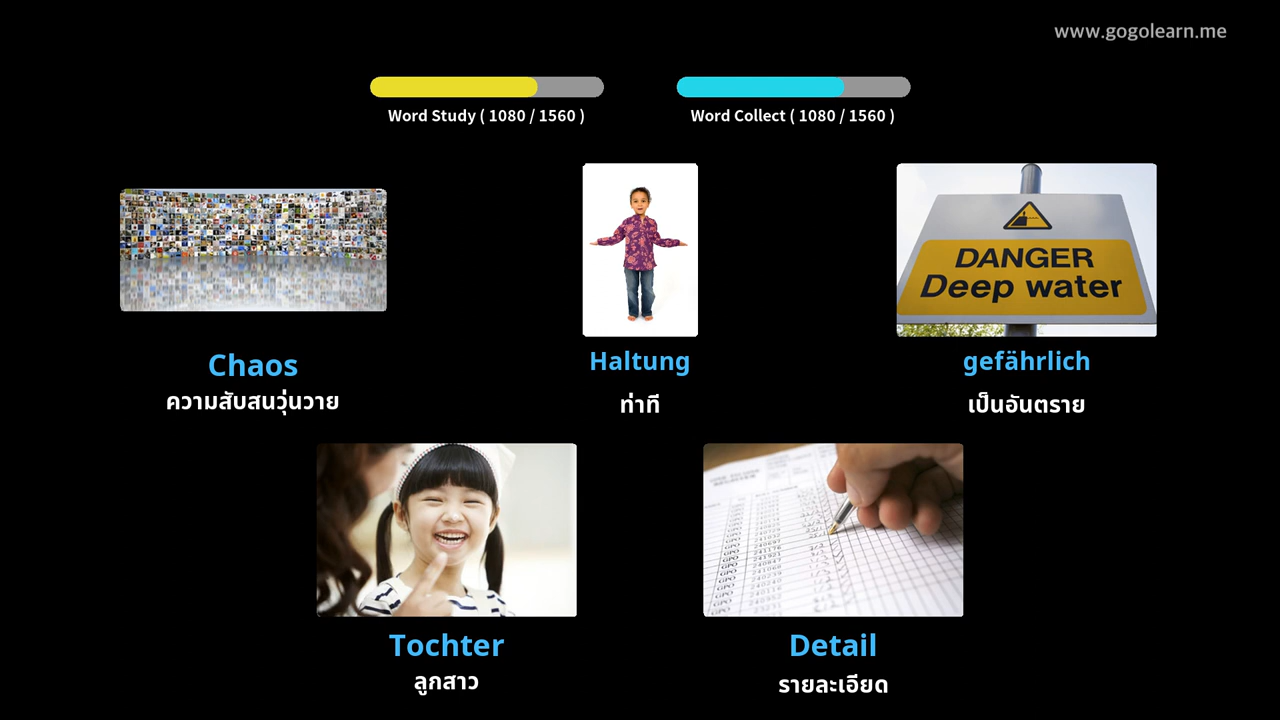 www.gogolearn.me
Word Study ( 1080 / 1560 )
Word Collect ( 1080 / 1560 )
DANGER
Deep water
Chaos
ความสับสนวุ่นวาย
Haltung
ท่าที
gefährlich
เป็นอันตราย
GPO
Tochter
ลูกสาว
Detail
รายละเอียด